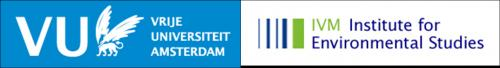 VU
VRIJE
UNIVERSITEIT
AMSTERDAM
IVM Institute for
Environmental Studies